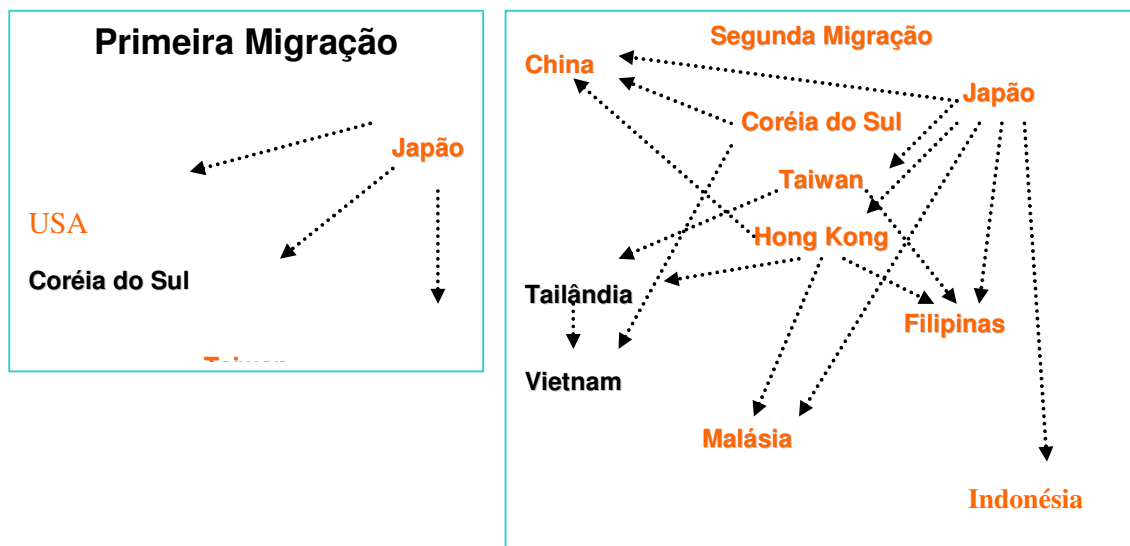 Primeira Migração
Japão
USA
Coréia do Sul
Segunda Migração
China
Japão
Coréia do Sul
Taiwan
Hong Kong
Tailândia
Filipinas
Vietnam
Malásia
Indonésia